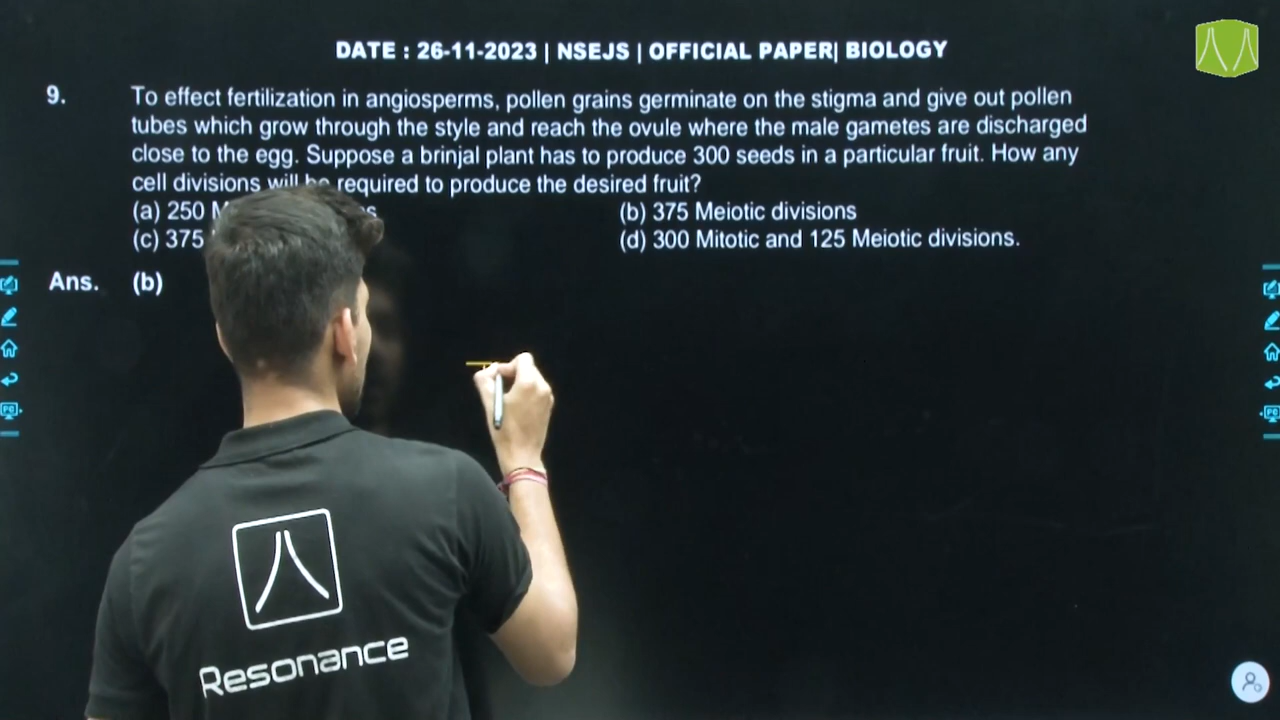 DATE : 26-11-2023 | NSEJS | OFFICIAL PAPER| BIOLOGY
9. To effect fertilization in angiosperms, pollen grains germinate on the stigma and give out pollen
tubes which grow through the style and reach the ovule where the male gametes are discharged
close to the egg. Suppose a brinjal plant has to produce 300 seeds in a particular fruit. How any
cell divisions will be required to produce the desired fruit?
(a) 250 (b) 375 Meiotic divisions
(c) 375 (d) 300 Mitotic and 125 Meiotic divisions.
Ans. (b)
Resonance